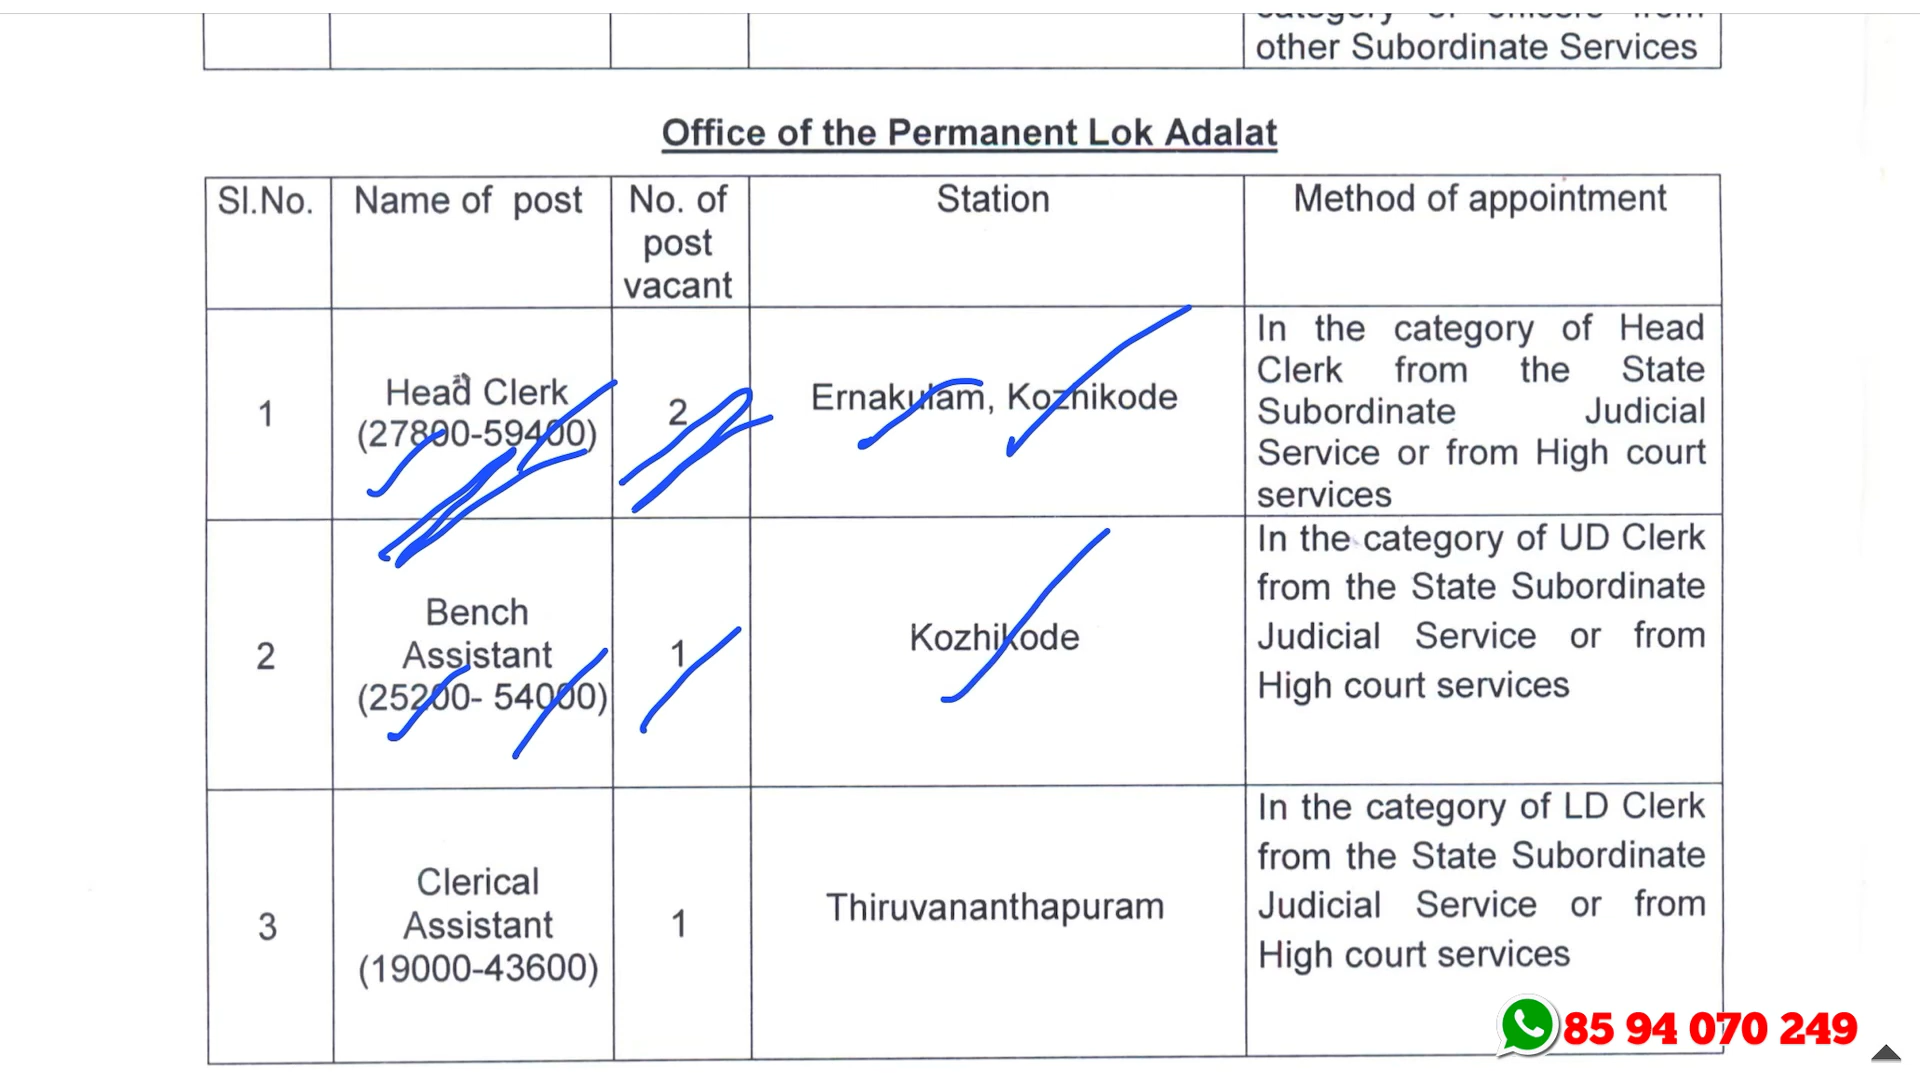 other Subordinate Services
Office of the Permanent Lok Adalat
Sl.No.
Name of post
No. of
post
vacant
Station
Method of appointment
1
Head Clerk
(27800-59400)
2
Ernakulam, Kozhikode
In the category of Head
Clerk from the State
Subordinate Judicial
Service or from High court
services
2
Bench
Assistant
(25200- 54000)
1
Kozhikode
In the category of UD Clerk
from the State Subordinate
Judicial Service or from
High court services
3
Clerical
Assistant
(19000-43600)
1
Thiruvananthapuram
In the category of LD Clerk
from the State Subordinate
Judicial Service or from
High court services
85 94 070 249